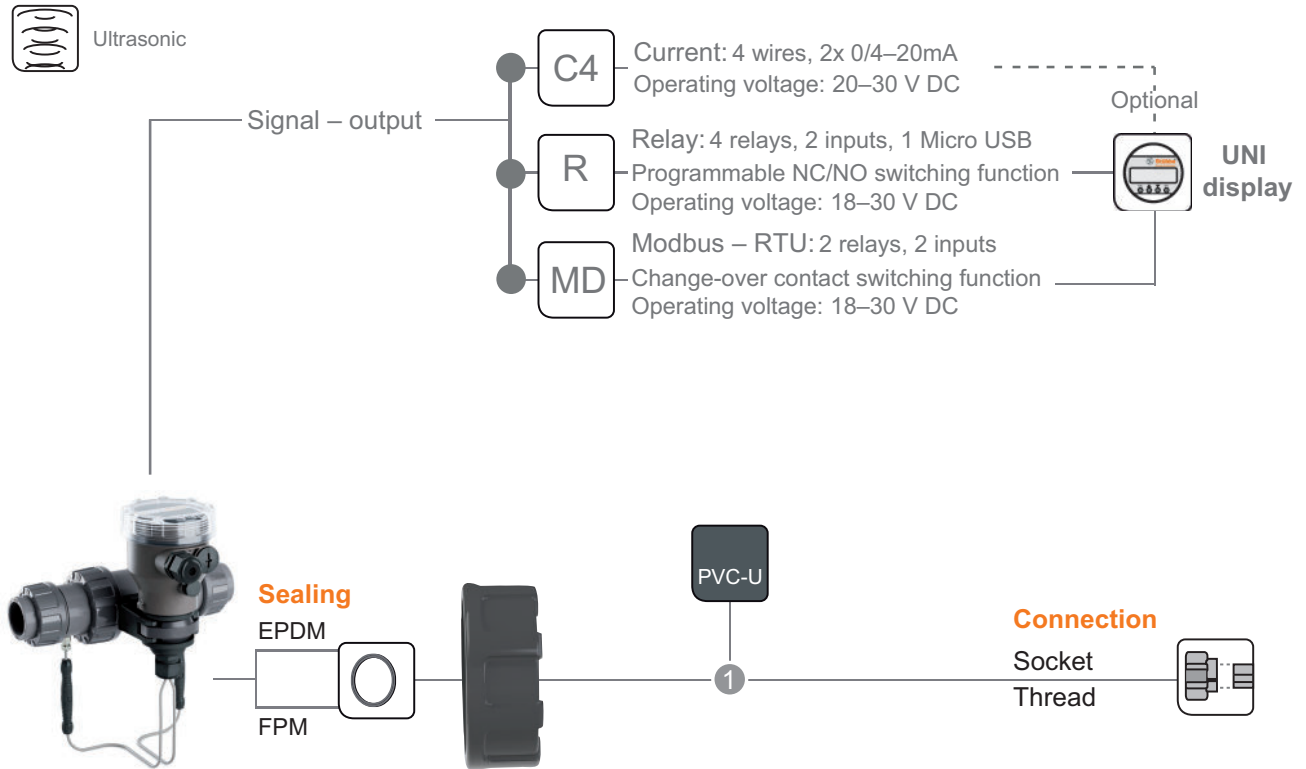 Ultrasonic
Signal – output
C4
Current: 4 wires, 2x 0/4–20mA
Operating voltage: 20–30 V DC
Optional
R
Relay: 4 relays, 2 inputs, 1 Micro USB
Programmable NC/NO switching function
Operating voltage: 18–30 V DC
UNI
display
MD
Modbus – RTU: 2 relays, 2 inputs
Change-over contact switching function
Operating voltage: 18–30 V DC
Sealing
EPDM
FPM
PVC-U
1
Connection
Socket
Thread